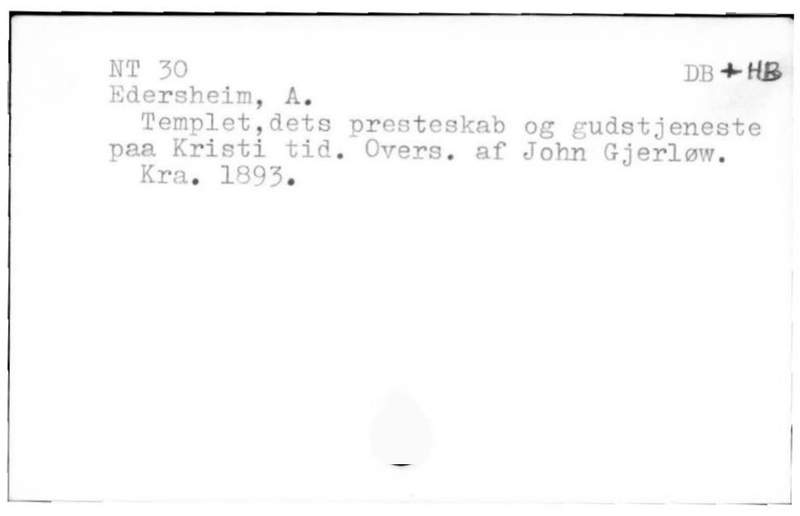 NT 30 DB + HB
Edersheim, A.
Templet,dets presteskab og gudstjeneste
paa Kristi tid. Overs. af John Gjerløw.
Kra. 1893.